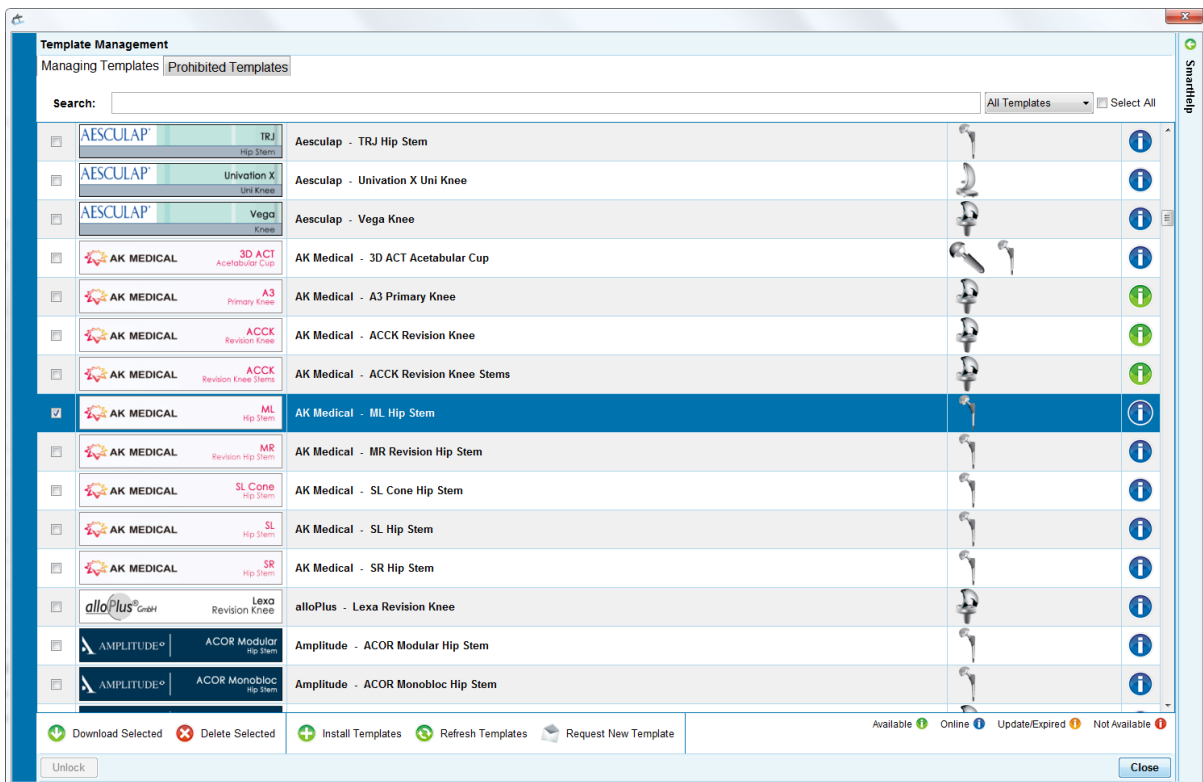 Template Management
Managing Templates Prohibited Templates
SmartHelp
Search: All Templates Select All
AESCULAP® TRJ Hip Stem Aesculap - TRJ Hip Stem
AESCULAP® Univation X Uni Knee Aesculap - Univation X Uni Knee
AESCULAP® Vega Knee Aesculap - Vega Knee
AK MEDICAL 3D ACT Acetabular Cup AK Medical - 3D ACT Acetabular Cup
AK MEDICAL A3 Primary Knee AK Medical - A3 Primary Knee
AK MEDICAL ACCK Revision Knee AK Medical - ACCK Revision Knee
AK MEDICAL ACCK Revision Knee Stems AK Medical - ACCK Revision Knee Stems
AK MEDICAL ML Hip Stem AK Medical - ML Hip Stem
AK MEDICAL MR Revision Hip Stem AK Medical - MR Revision Hip Stem
AK MEDICAL SL Cone Hip Stem AK Medical - SL Cone Hip Stem
AK MEDICAL SL Hip Stem AK Medical - SL Hip Stem
AK MEDICAL SR Hip Stem AK Medical - SR Hip Stem
alloPlus® GmbH Lexa Revision Knee alloPlus - Lexa Revision Knee
AMPLITUDE ACOR Modular Hip Stem Amplitude - ACOR Modular Hip Stem
AMPLITUDE ACOR Monobloc Hip Stem Amplitude - ACOR Monobloc Hip Stem
Download Selected Delete Selected Install Templates Refresh Templates Request New Template Available Online Update/Expired Not Available
Unlock Close